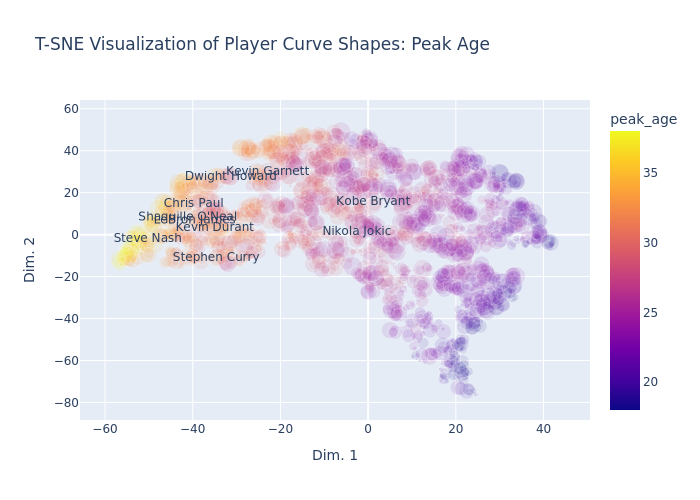 T-SNE Visualization of Player Curve Shapes: Peak Age
peak_age
60
40
20
0
−20
−40
−60
−80
Dim. 2
Kevin Garnett
Dwight Howard
Chris Paul
Kobe Bryant
Shaquille O'Neal
LeBron James
Kevin Durant
Nikola Jokic
Steve Nash
Stephen Curry
35
30
25
20
−60
−40
−20
0
20
40
Dim. 1